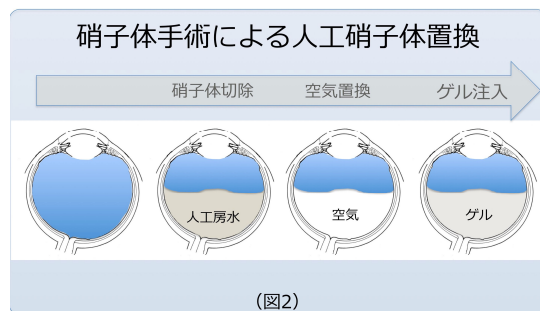 硝子体手術による人工硝子体置換
硝子体切除 空気置換 ゲル注入
人工房水 空気 ゲル
（図2）